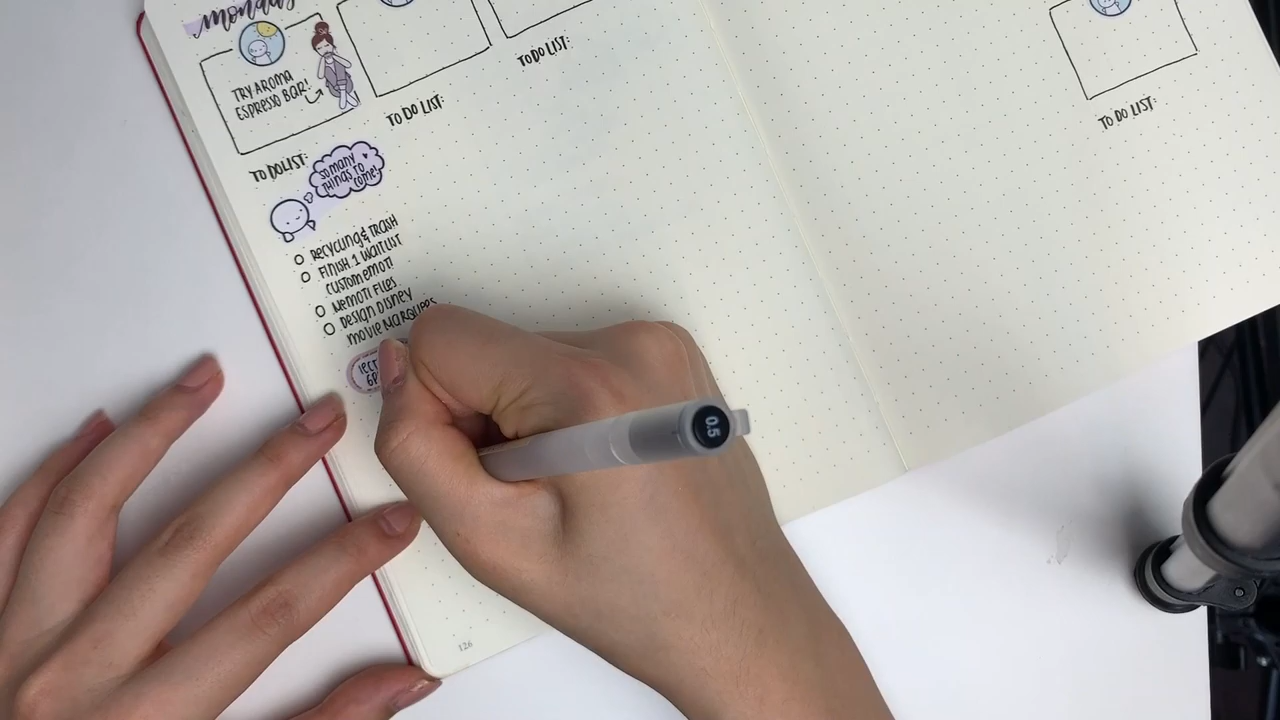 monday
TRY AROMA
ESPRESSO BAR!
TO DO LIST:
TO DO LIST:
TO DO LIST:
TO DO LIST:
SO MANY
THINGS TO
COME!
RECYCLING & TRASH
FINISH 1 WAITLIST
CUSTOM EMOTI
NEMOTI FILES
DESIGN DISNEY
MOVIE MARQUEES
0.5
126